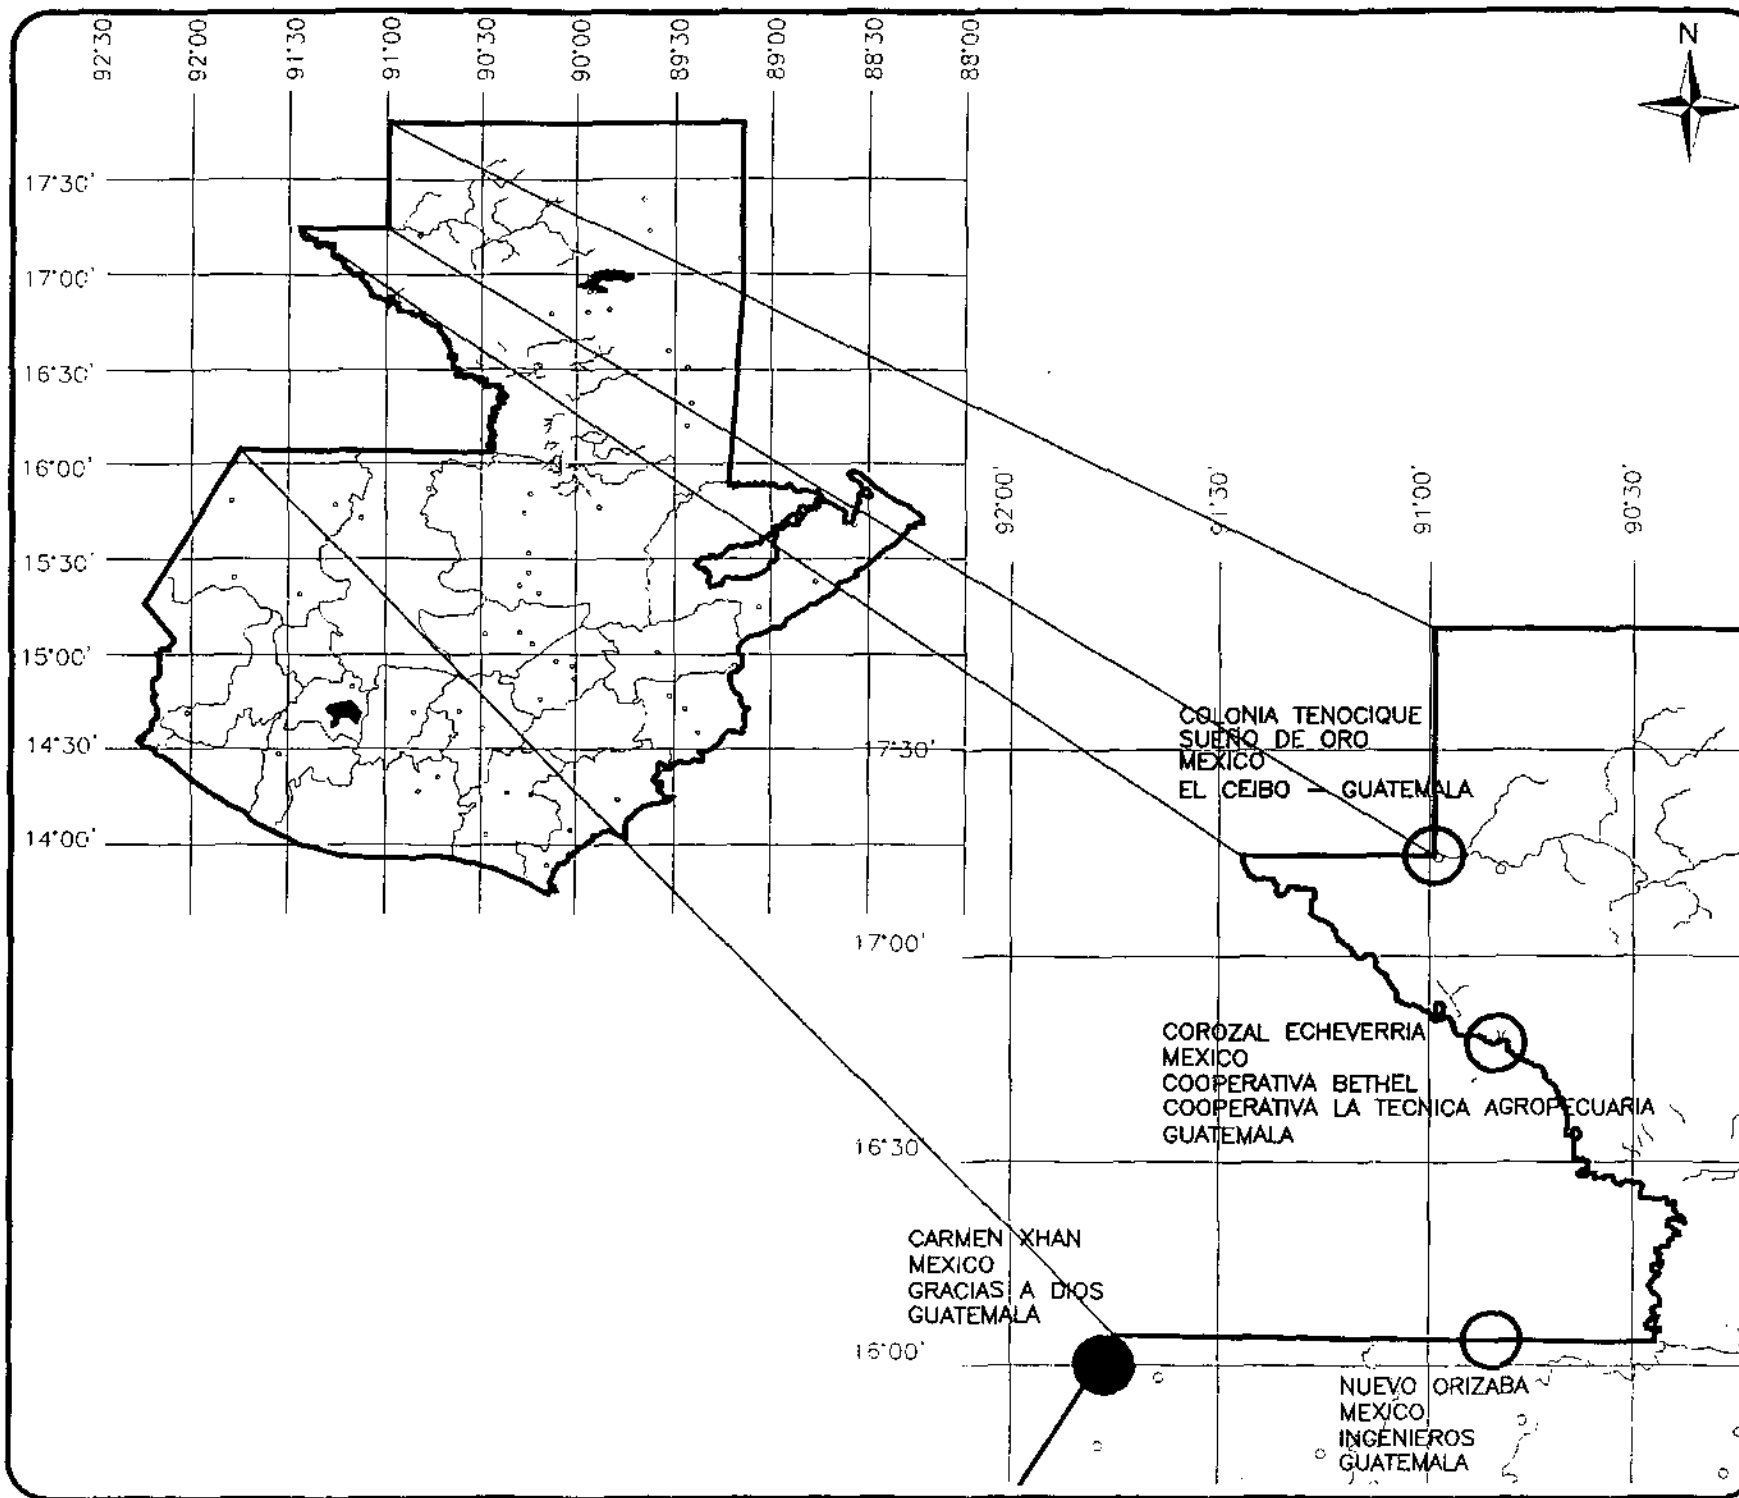 92°30'
92°00'
91°30'
91°00'
90°30'
90°00'
89°30'
89°00'
88°30'
88°00'
N
17°30'
17°00'
16°30'
16°00'
15°30'
15°00'
14°30'
14°00'
92°00'
91°30'
91°00'
90°30'
17°30'
17°00'
16°30'
16°00'
COLONIA TENOCIQUE
SUEÑO DE ORO
MEXICO
EL CEIBO – GUATEMALA
COROZAL ECHEVERRIA
MEXICO
COOPERATIVA BETHEL
COOPERATIVA LA TECNICA AGROPECUARIA
GUATEMALA
CARMEN XHAN
MEXICO
GRACIAS A DIOS
GUATEMALA
NUEVO ORIZABA
MEXICO
INGENIEROS
GUATEMALA